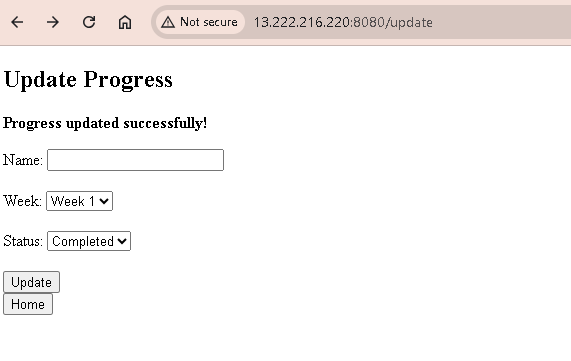 Not secure 13.222.216.220:8080/update
Update Progress
Progress updated successfully!
Name:
Week: Week 1
Status: Completed
Update
Home